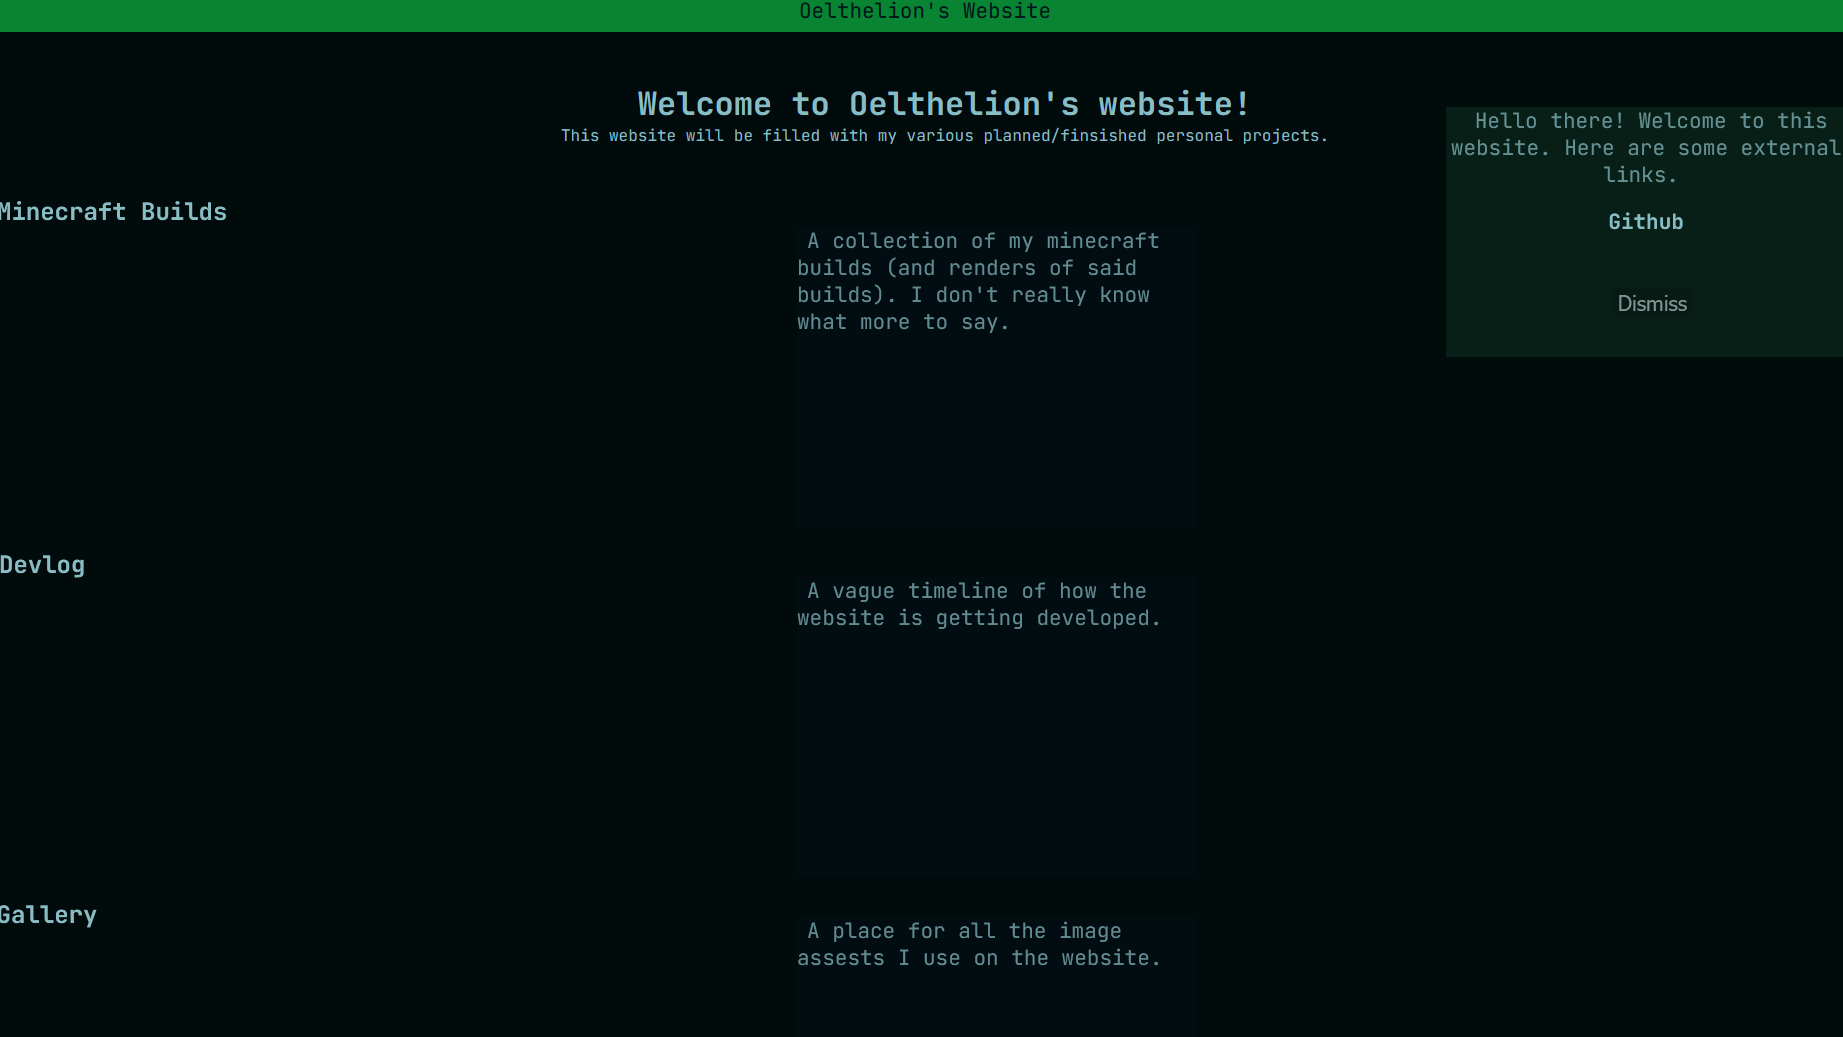 Oelthelion's Website
Welcome to Oelthelion's website!
This website will be filled with my various planned/finsished personal projects.
Hello there! Welcome to this
website. Here are some external
links.
Github
Dismiss
Minecraft Builds
A collection of my minecraft
builds (and renders of said
builds). I don't really know
what more to say.
Devlog
A vague timeline of how the
website is getting developed.
Gallery
A place for all the image
assests I use on the website.